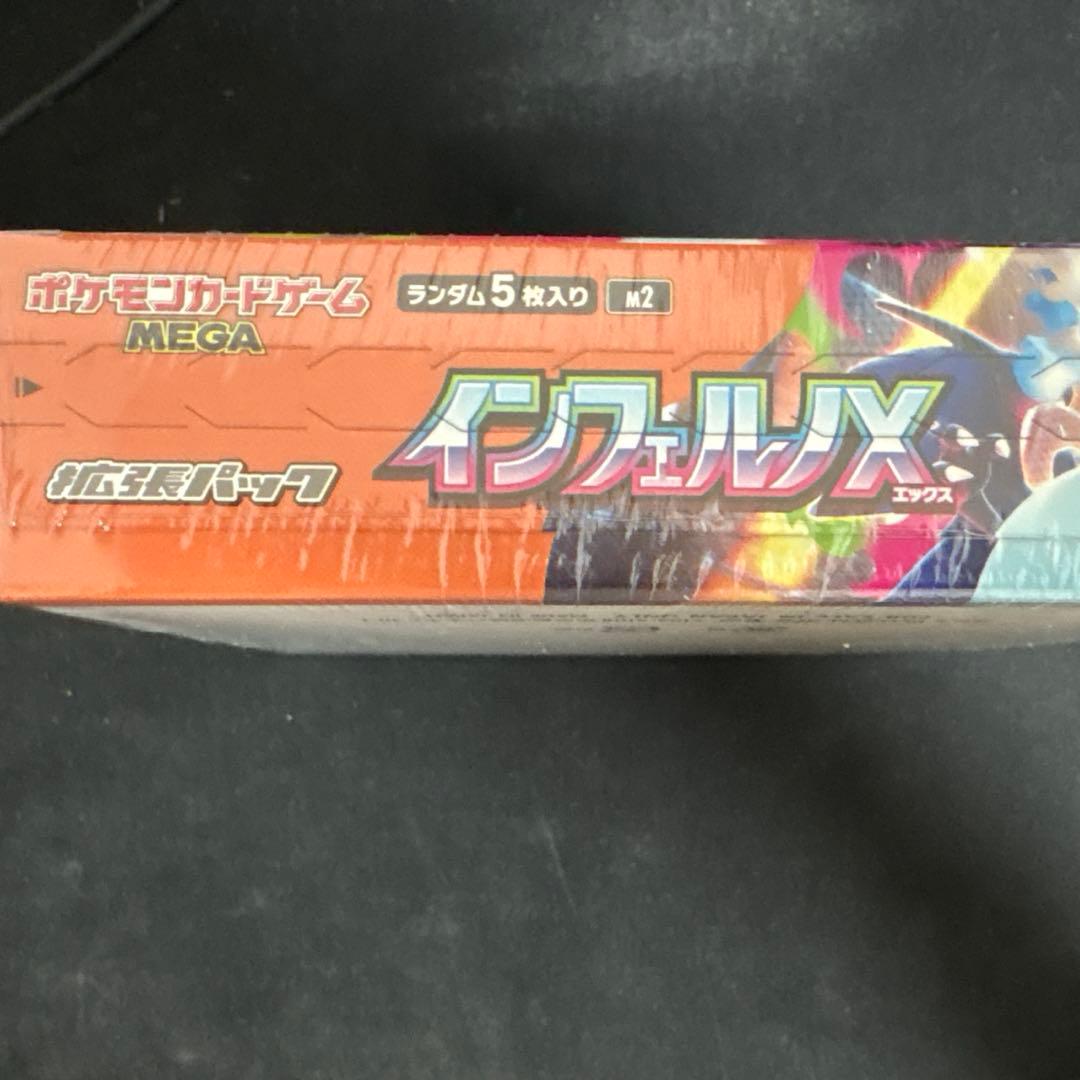 ポケモンカードゲーム
MEGA
ランダム5枚入り
M2
インフェルノX
エックス
拡張パック